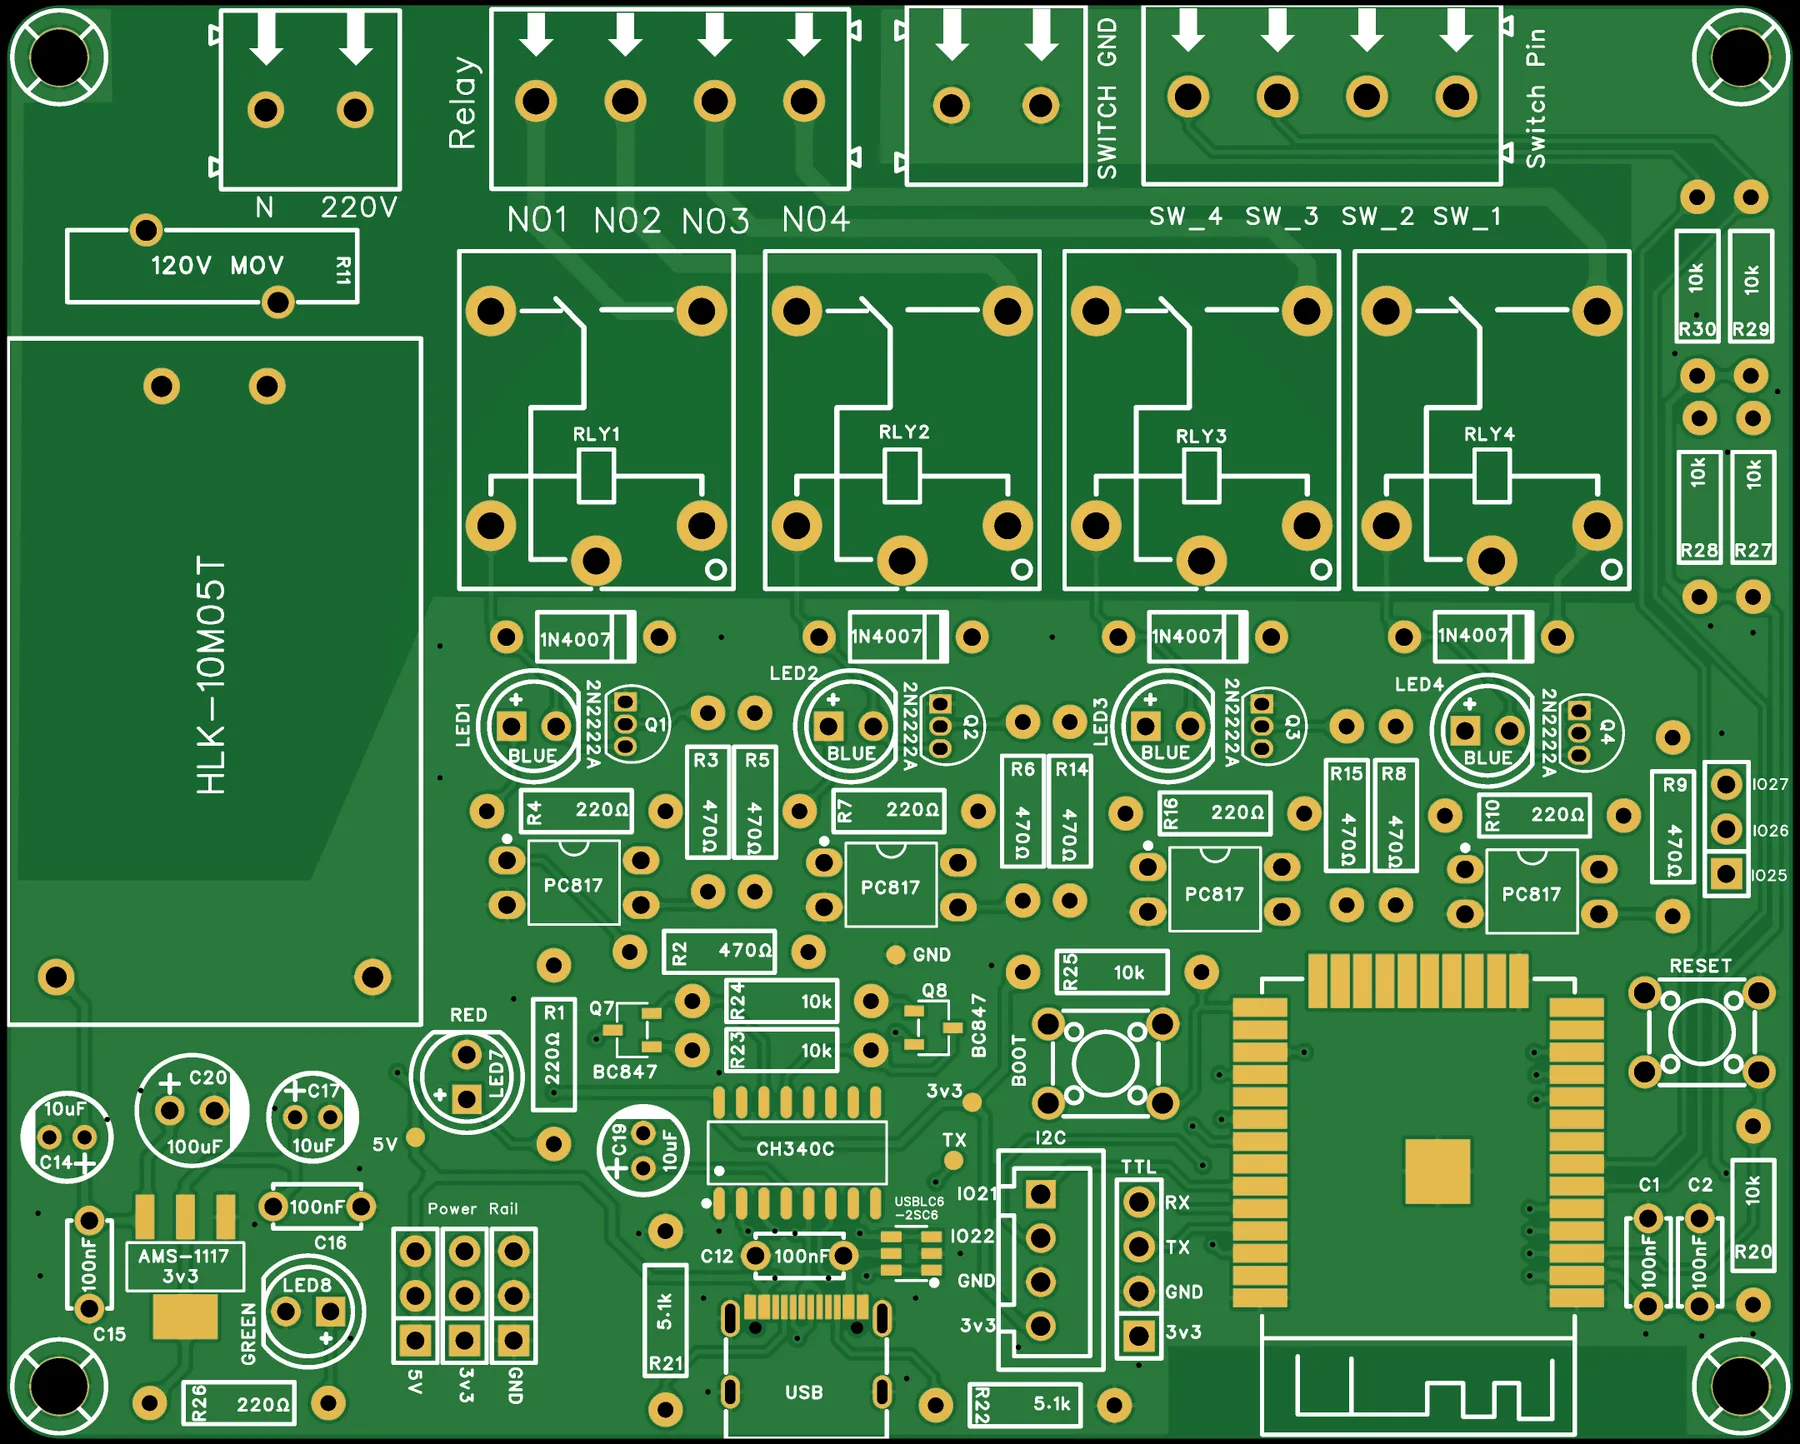 Relay
SWITCH GND
Switch Pin
N 220V
NO1 NO2 NO3 NO4
SW_4 SW_3 SW_2 SW_1
120V MOV
R11
10k
R30
10k
R29
RLY1
RLY2
RLY3
RLY4
10k
R28
10k
R27
HLK-10M05T
1N4007
1N4007
1N4007
1N4007
LED1
+
BLUE
2N2222A
Q1
LED2
+
BLUE
2N2222A
Q2
LED3
+
BLUE
2N2222A
Q3
LED4
+
BLUE
2N2222A
Q4
R3
470Ω
R5
470Ω
R6
470Ω
R14
470Ω
R15
470Ω
R8
470Ω
R9
470Ω
IO27
IO26
IO25
R4 220Ω
R7 220Ω
R16 220Ω
R10 220Ω
PC817
PC817
PC817
PC817
R2 470Ω
GND
R25 10k
RESET
R24 10k
R23 10k
Q7
BC847
Q8
BC847
RED
LED7
+
R1
220Ω
BOOT
3v3
10uF
C14
+
+
C20
100uF
+
C17
10uF
5V
C19
+
10uF
CH340C
TX
I2C
TTL
IO21
IO22
GND
3v3
RX
TX
GND
3v3
USBLC6
-2SC6
C12 100nF
100nF
C16
Power Rail
AMS-1117
3v3
100nF
C15
LED8
+
GREEN
5V
3v3
GND
5.1k
R21
USB
R22 5.1k
R26 220Ω
C1
100nF
C2
100nF
10k
R20